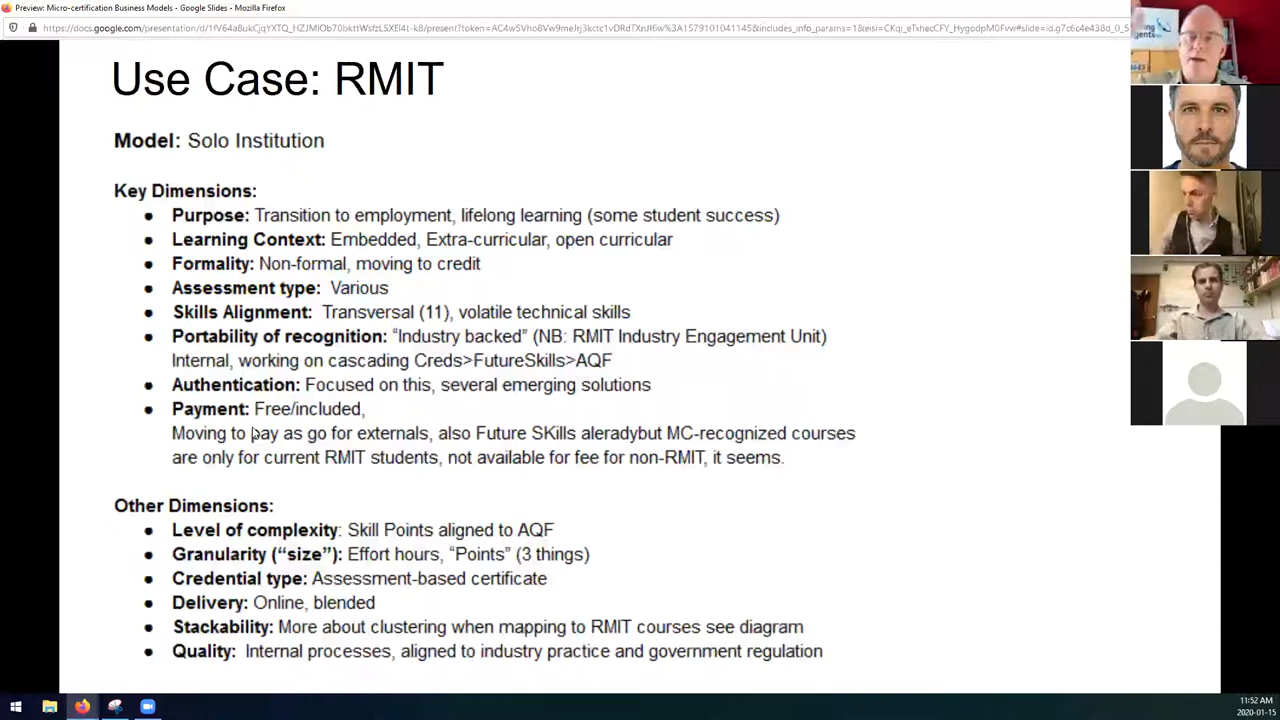 Preview: Micro-certification Business Models - Google Slides - Mozilla Firefox
Use Case: RMIT
Model: Solo Institution
Key Dimensions:
● Purpose: Transition to employment, lifelong learning (some student success)
● Learning Context: Embedded, Extra-curricular, open curricular
● Formality: Non-formal, moving to credit
● Assessment type: Various
● Skills Alignment: Transversal (11), volatile technical skills
● Portability of recognition: “Industry backed” (NB: RMIT Industry Engagement Unit)
Internal, working on cascading Creds>FutureSkills>AQF
● Authentication: Focused on this, several emerging solutions
● Payment: Free/included,
Moving to pay as go for externals, also Future SKills aleradybut MC-recognized courses
are only for current RMIT students, not available for fee for non-RMIT, it seems.
Other Dimensions:
● Level of complexity: Skill Points aligned to AQF
● Granularity (“size”): Effort hours, “Points” (3 things)
● Credential type: Assessment-based certificate
● Delivery: Online, blended
● Stackability: More about clustering when mapping to RMIT courses see diagram
● Quality: Internal processes, aligned to industry practice and government regulation
11:52 AM
2020-01-15